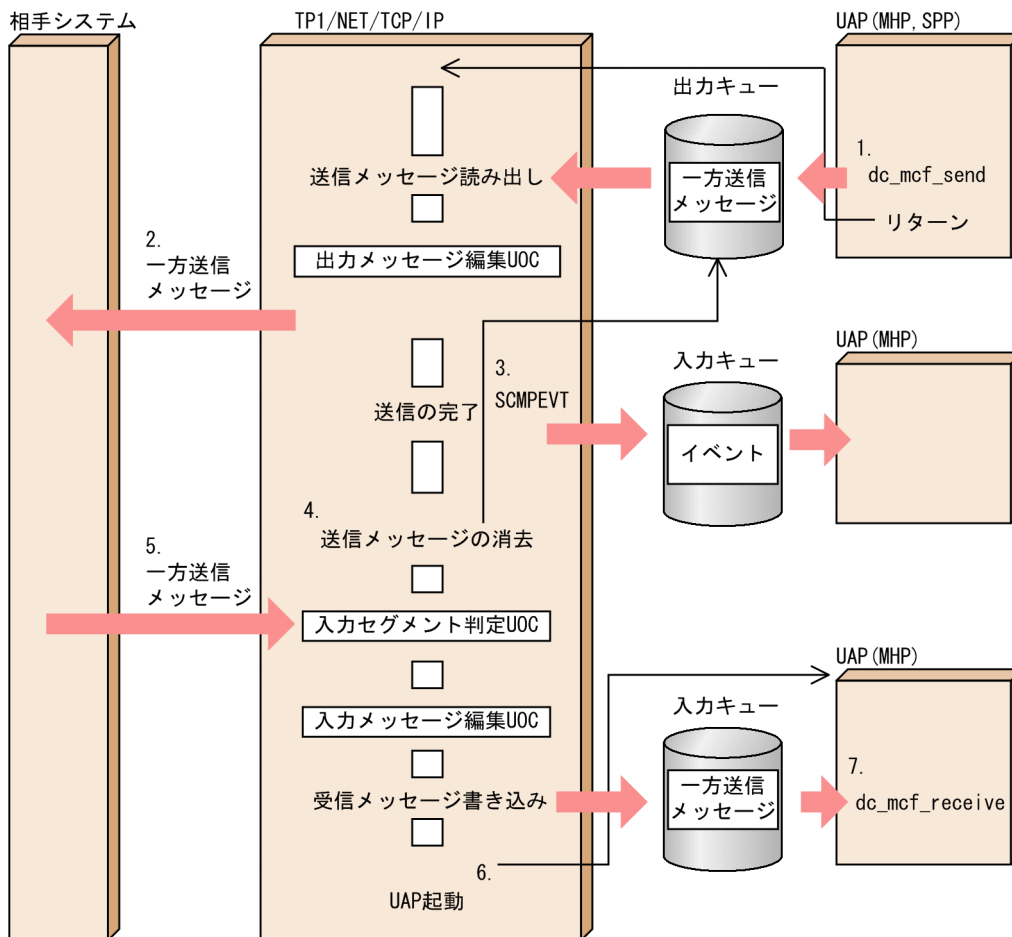 相手システム
TP1/NET/TCP/IP
UAP(MHP, SPP)
出力キュー
1.
dc_mcf_send
リターン
一方送信
メッセージ
送信メッセージ読み出し
出力メッセージ編集UOC
2.
一方送信
メッセージ
UAP(MHP)
入力キュー
3.
SCMPEVT
送信の完了
イベント
4.
送信メッセージの消去
5.
一方送信
メッセージ
入力セグメント判定UOC
UAP(MHP)
入力キュー
入力メッセージ編集UOC
一方送信
メッセージ
7.
dc_mcf_receive
受信メッセージ書き込み
6.
UAP起動